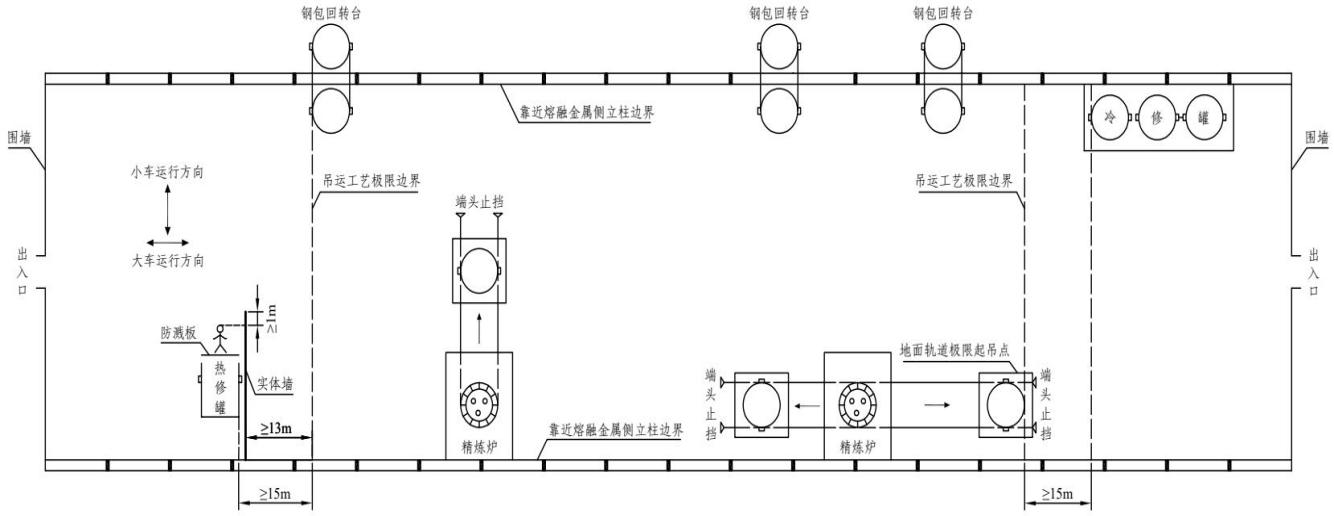 钢包回转台
钢包回转台
钢包回转台
靠近熔融金属侧立柱边界
冷 修 罐
围墙
围墙
小车运行方向
大车运行方向
吊运工艺极限边界
吊运工艺极限边界
端头止挡
出入口
出入口
≥1m
防溅板
热修罐
实体墙
≥13m
地面轨道极限起吊点
端头止挡
端头止挡
靠近熔融金属侧立柱边界
精炼炉
精炼炉
≥15m
≥15m